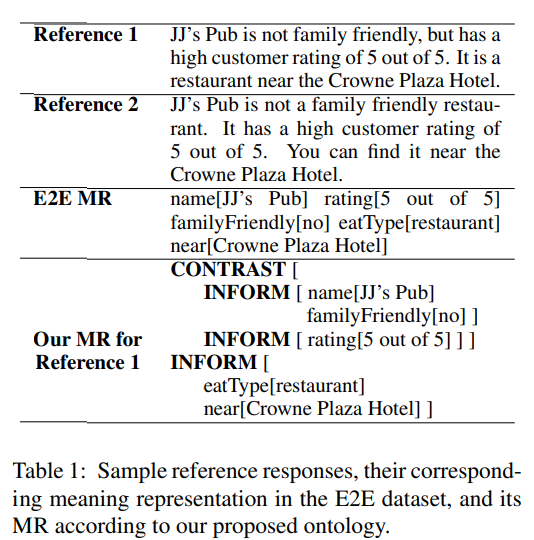 Reference 1 JJ's Pub is not family friendly, but has a
high customer rating of 5 out of 5. It is a
restaurant near the Crowne Plaza Hotel.
Reference 2 JJ's Pub is not a family friendly restau-
rant. It has a high customer rating of
5 out of 5. You can find it near the
Crowne Plaza Hotel.
E2E MR name[JJ's Pub] rating[5 out of 5]
familyFriendly[no] eatType[restaurant]
near[Crowne Plaza Hotel]
CONTRAST [
INFORM [ name[JJ's Pub]
familyFriendly[no] ]
Our MR for INFORM [ rating[5 out of 5] ] ]
Reference 1 INFORM [
eatType[restaurant]
near[Crowne Plaza Hotel] ]
Table 1: Sample reference responses, their correspond-
ing meaning representation in the E2E dataset, and its
MR according to our proposed ontology.